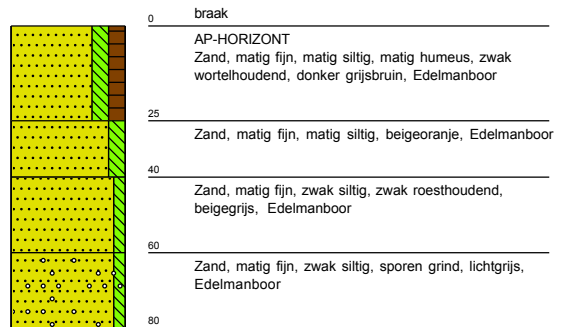 0
braak
AP-HORIZONT
Zand, matig fijn, matig siltig, matig humeus, zwak
wortelhoudend, donker grijsbruin, Edelmanboor
25
Zand, matig fijn, matig siltig, beigeoranje, Edelmanboor
40
Zand, matig fijn, zwak siltig, zwak roesthoudend,
beigegrijs, Edelmanboor
60
Zand, matig fijn, zwak siltig, sporen grind, lichtgrijs,
Edelmanboor
80